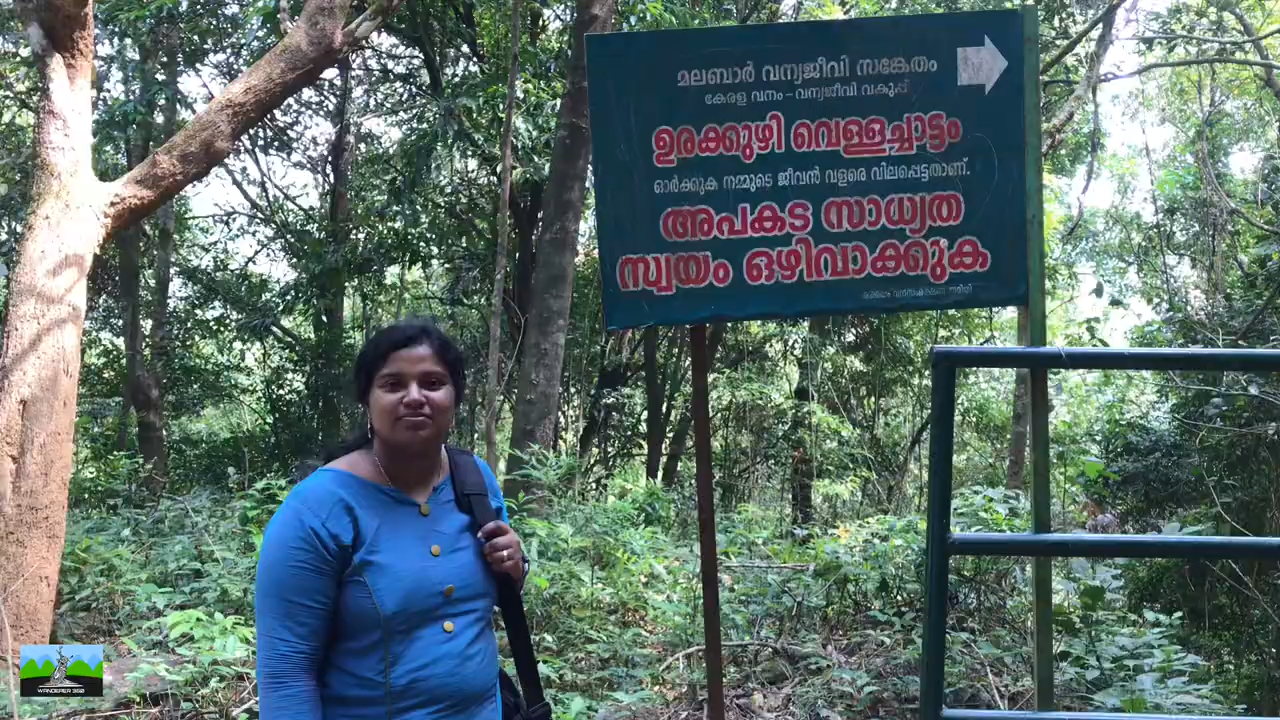 മലബാർ വന്യജീവി സങ്കേതം
കേരള വനം - വന്യജീവി വകുപ്പ്
ഉരക്കുഴി വെള്ളച്ചാട്ടം
ഓർക്കുക നമ്മുടെ ജീവൻ വളരെ വിലപ്പെട്ടതാണ്.
അപകട സാധ്യത
സ്വയം ഒഴിവാക്കുക
WANDERER 360